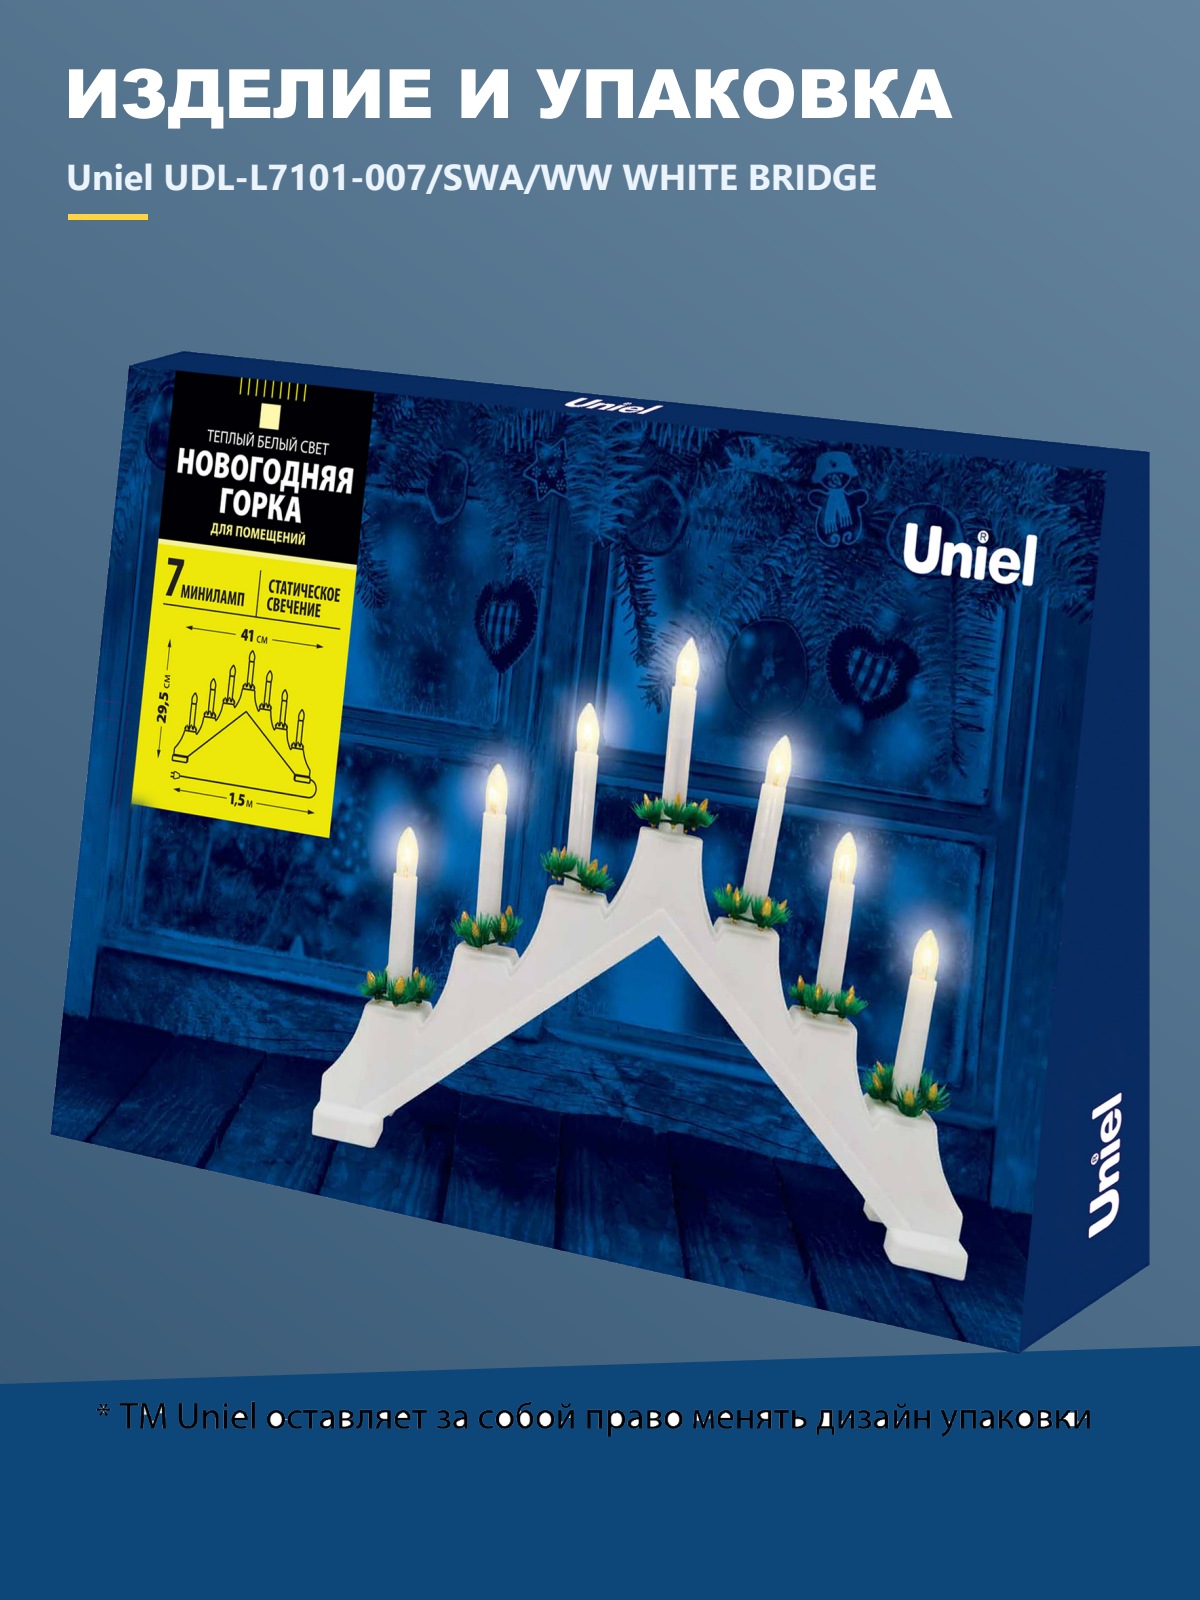 ИЗДЕЛИЕ И УПАКОВКА
Uniel UDL-L7101-007/SWA/WW WHITE BRIDGE
Uniel
ТЕПЛЫЙ БЕЛЫЙ СВЕТ
НОВОГОДНЯЯ
ГОРКА
ДЛЯ ПОМЕЩЕНИЙ
7 МИНИЛАМП
СТАТИЧЕСКОЕ
СВЕЧЕНИЕ
41 СМ
29,5 СМ
1,5 М
Uniel®
Uniel®
* ТМ Uniel оставляет за собой право менять дизайн упаковки